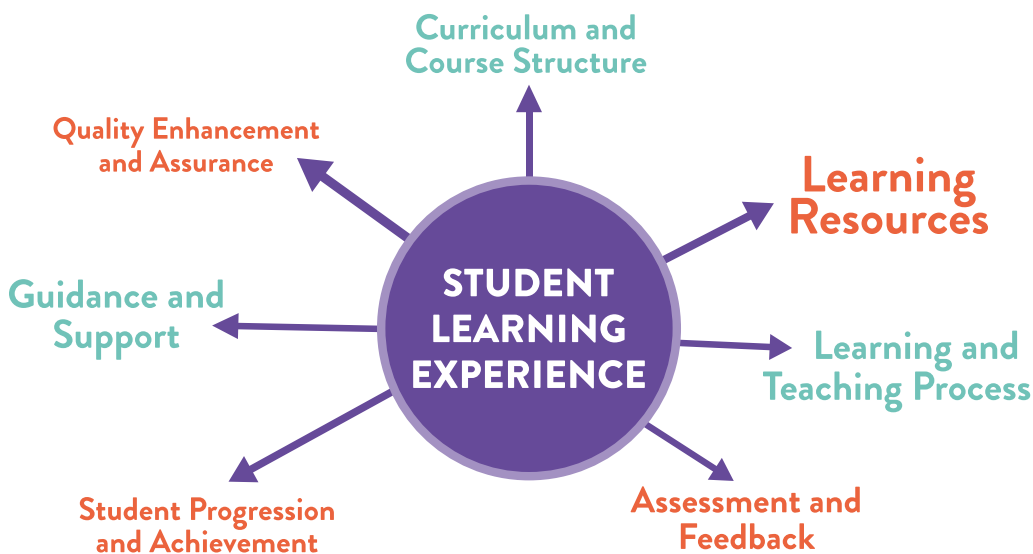 Curriculum and
Course Structure
Quality Enhancement
and Assurance
Learning
Resources
STUDENT
LEARNING
EXPERIENCE
Guidance and
Support
Learning and
Teaching Process
Student Progression
and Achievement
Assessment and
Feedback